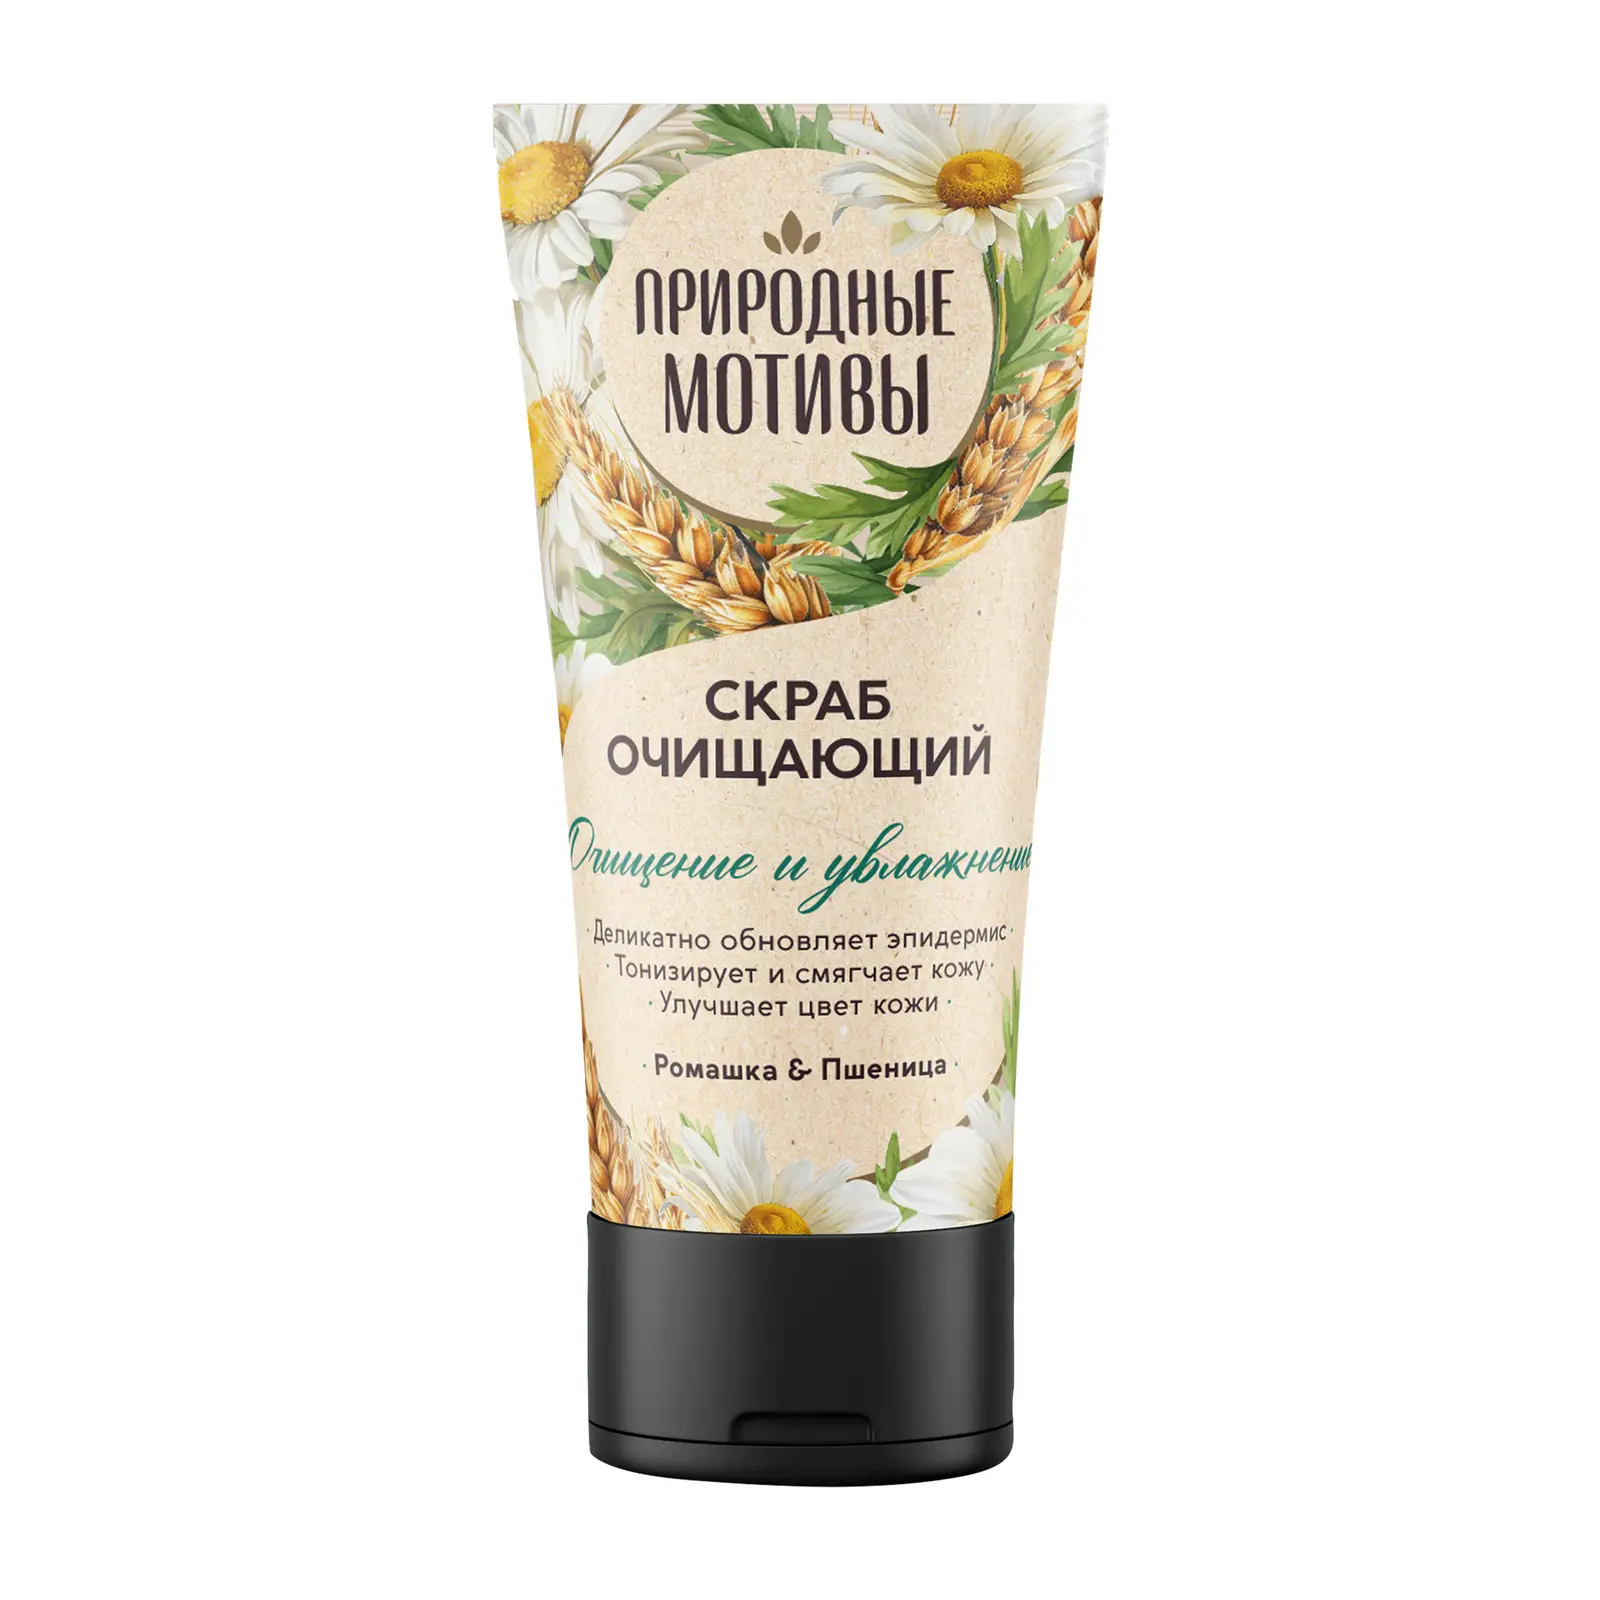 ПРИРОДНЫЕ
МОТИВЫ
СКРАБ
ОЧИЩАЮЩИЙ
Очищение и увлажнение
· Деликатно обновляет эпидермис ·
· Тонизирует и смягчает кожу ·
· Улучшает цвет кожи ·
· Ромашка & Пшеница ·